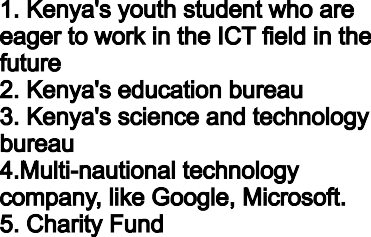 1. Kenya's youth student who are
eager to work in the ICT field in the
future
2. Kenya's education bureau
3. Kenya's science and technology
bureau
4.Multi-nautional technology
company, like Google, Microsoft.
5. Charity Fund